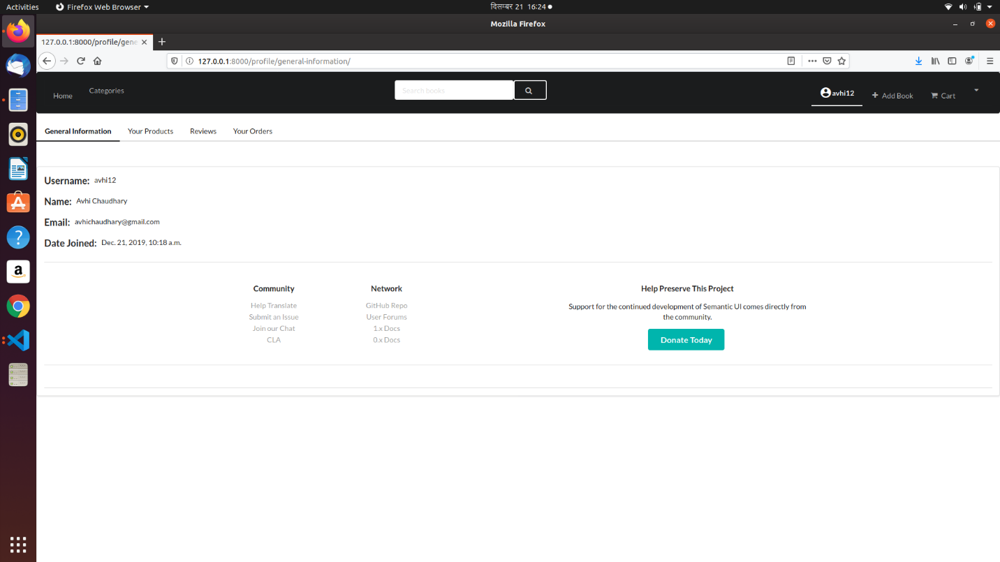 Activities Firefox Web Browser दिसम्बर 21 16:24
Mozilla Firefox
127.0.0.1:8000/profile/gene
127.0.0.1:8000/profile/general-information/
Home Categories Search books avhi12 Add Book Cart
General Information Your Products Reviews Your Orders
Username: avhi12
Name: Avhi Chaudhary
Email: avhichaudhary@gmail.com
Date Joined: Dec. 21, 2019, 10:18 a.m.
Community
Help Translate
Submit an Issue
Join our Chat
CLA
Network
GitHub Repo
User Forums
1.x Docs
0.x Docs
Help Preserve This Project
Support for the continued development of Semantic UI comes directly from
the community.
Donate Today